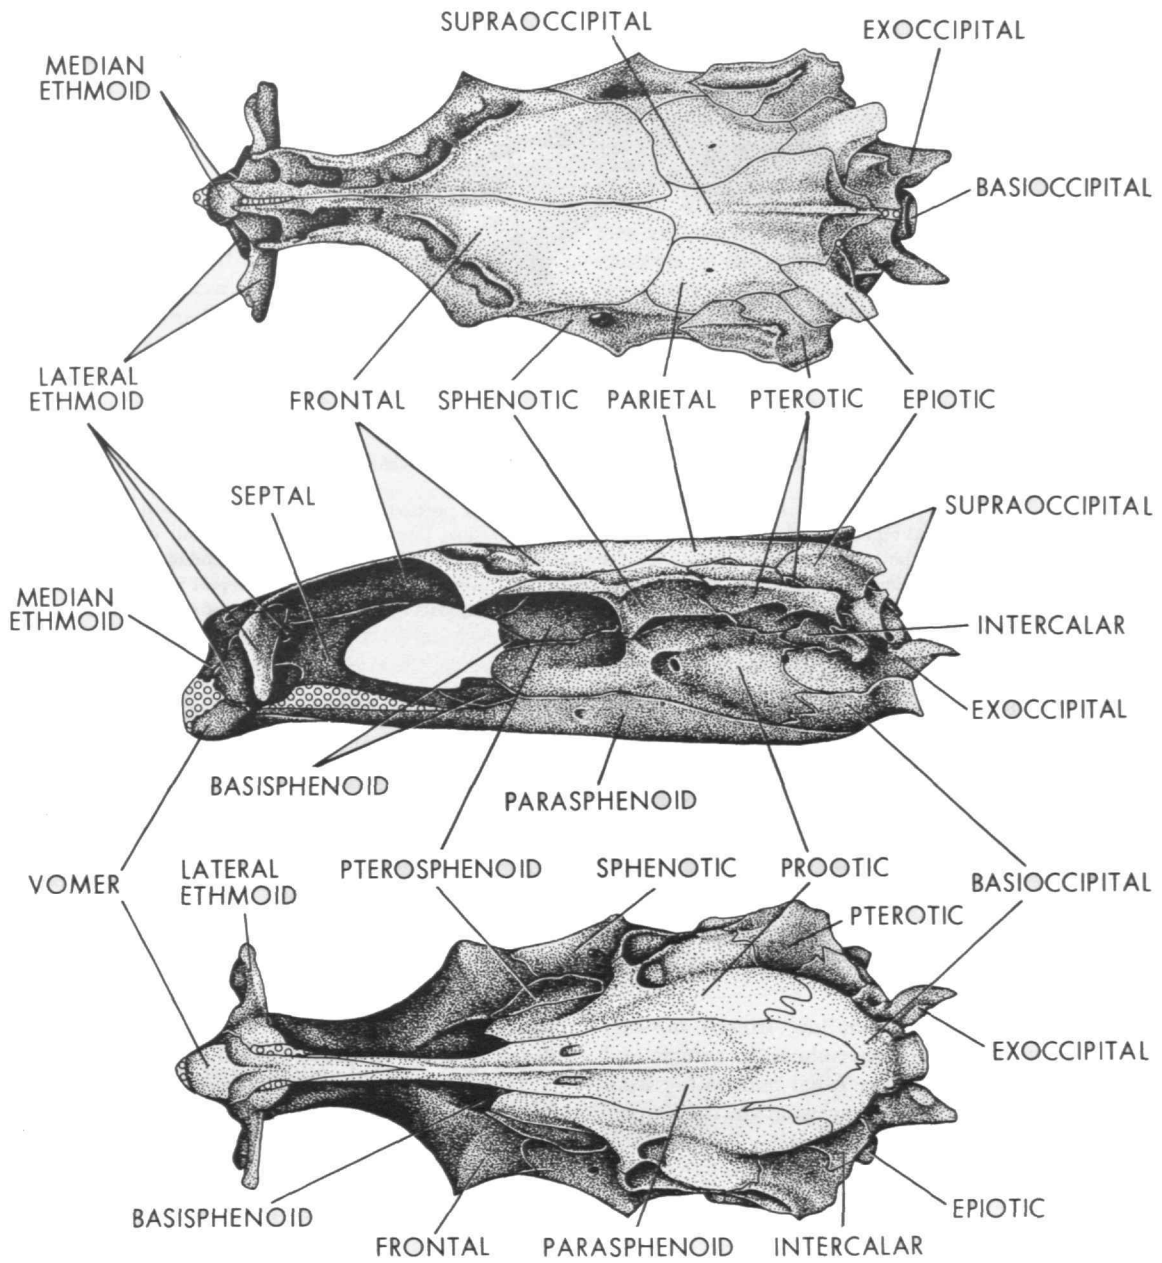 SUPRAOCCIPITAL
EXOCCIPITAL
MEDIAN
ETHMOID
BASIOCCIPITAL
LATERAL
ETHMOID
FRONTAL
SPHENOTIC
PARIETAL
PTEROTIC
EPIOTIC
SEPTAL
SUPRAOCCIPITAL
MEDIAN
ETHMOID
INTERCALAR
EXOCCIPITAL
BASISPHENOID
PARASPHENOID
VOMER
LATERAL
ETHMOID
PTEROSPHENOID
SPHENOTIC
PROOTIC
BASIOCCIPITAL
PTEROTIC
EXOCCIPITAL
BASISPHENOID
EPIOTIC
FRONTAL
PARASPHENOID
INTERCALAR